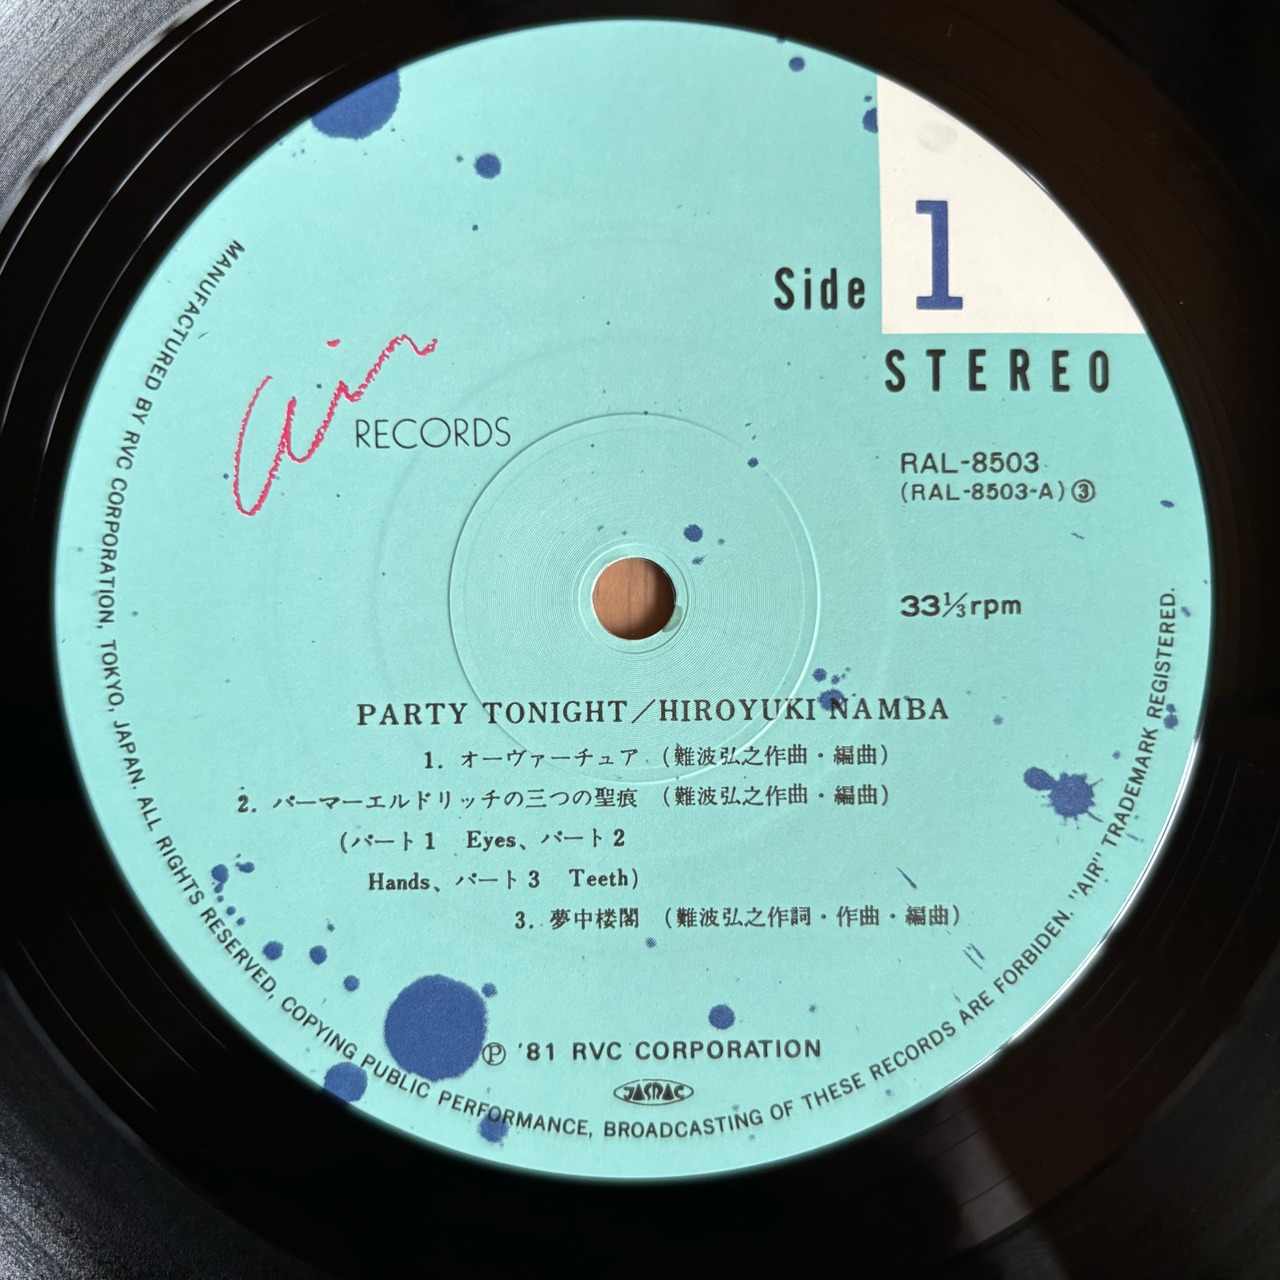 Side 1
STEREO
Air RECORDS
RAL-8503
(RAL-8503-A) ③
33⅓rpm
PARTY TONIGHT/HIROYUKI NAMBA
1. オーヴァーチュア (難波弘之作曲・編曲)
2. パーマーエルドリッチの三つの聖痕 (難波弘之作曲・編曲)
(パート1 Eyes、パート2
Hands、パート3 Teeth)
3. 夢中楼閣 (難波弘之作詞・作曲・編曲)
Ⓟ '81 RVC CORPORATION
JASRAC
MANUFACTURED BY RVC CORPORATION, TOKYO, JAPAN. ALL RIGHTS RESERVED, COPYING PUBLIC PERFORMANCE, BROADCASTING OF THESE RECORDS ARE FORBIDEN. "AIR" TRADEMARK REGISTERED.